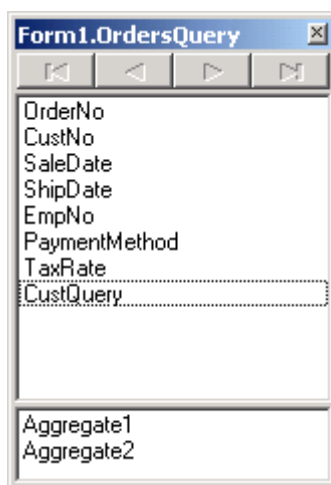 Form1.OrdersQuery
OrderNo
CustNo
SaleDate
ShipDate
EmpNo
PaymentMethod
TaxRate
CustQuery
Aggregate1
Aggregate2